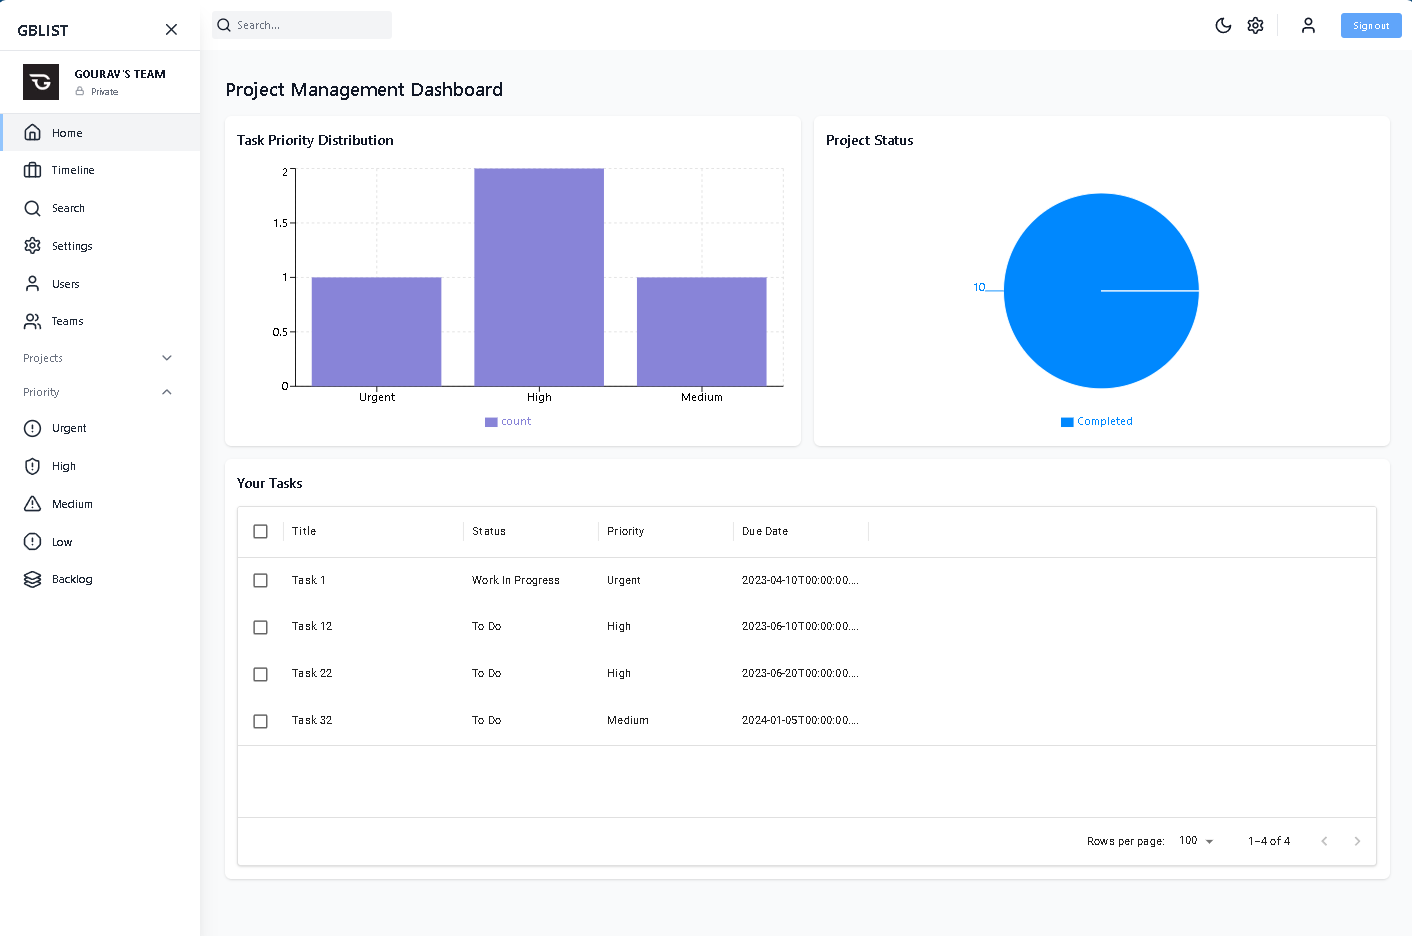 GBLIST
GOURAV'S TEAM
Private
Home
Timeline
Search
Settings
Users
Teams
Projects
Priority
Urgent
High
Medium
Low
Backlog
Search...
Sign out
Project Management Dashboard
Task Priority Distribution
2
1.5
1
0.5
0
Urgent High Medium
count
Project Status
10
Completed
Your Tasks
Title Status Priority Due Date
Task 1 Work In Progress Urgent 2023-04-10T00:00:00....
Task 12 To Do High 2023-06-10T00:00:00....
Task 22 To Do High 2023-06-20T00:00:00....
Task 32 To Do Medium 2024-01-05T00:00:00....
Rows per page: 100 1–4 of 4